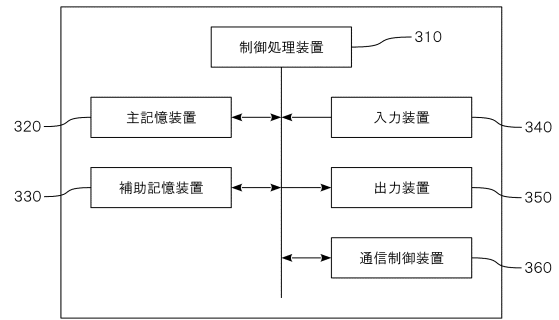 制御処理装置
310
主記憶装置
320
入力装置
340
補助記憶装置
330
出力装置
350
通信制御装置
360